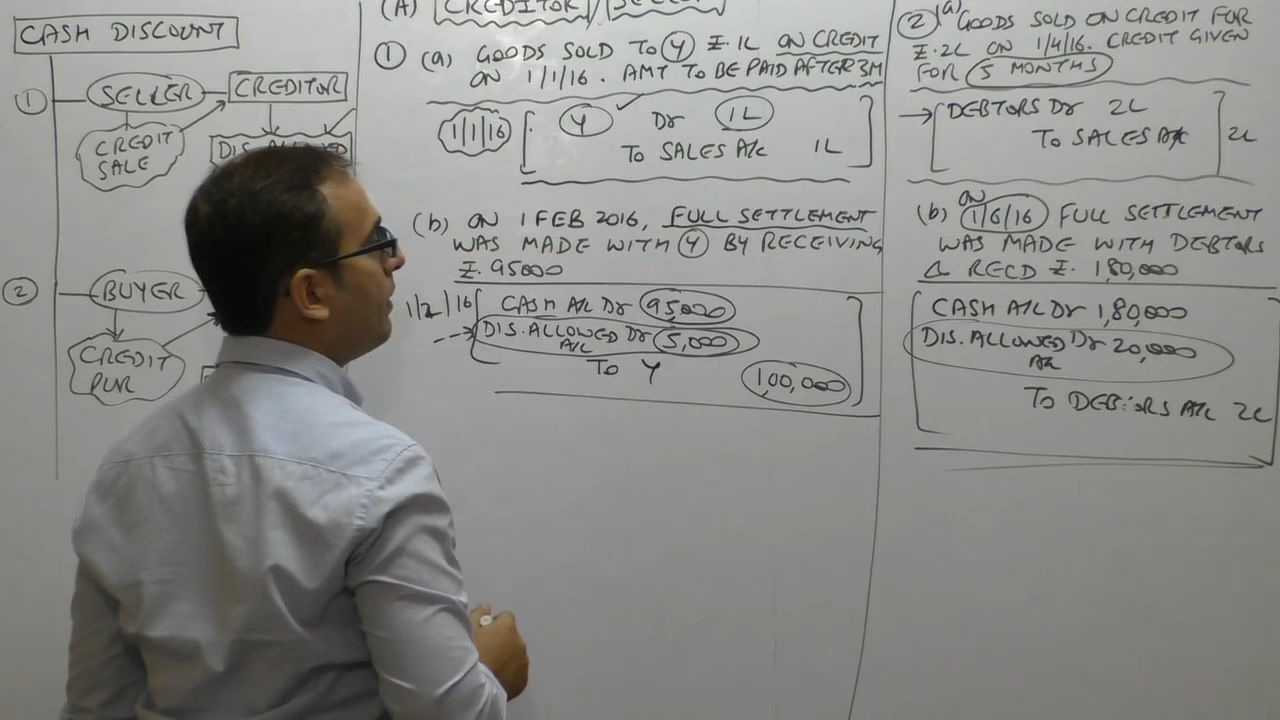 CASH DISCOUNT
1
SELLER
CREDITOR
CREDIT
SALE
DIS. ALLOWED
2
BUYER
CREDIT
PUR
(A) CREDITOR / SELLER
1 (a) GOODS SOLD TO Y ₹. 1L ON CREDIT
ON 1/1/16. AMT TO BE PAID AFTER 3M
1/1/16 Y Dr 1L
TO SALES A/c 1L
(b) ON 1 FEB 2016, FULL SETTLEMENT
WAS MADE WITH Y BY RECEIVING
₹. 95000
1/2/16 CASH A/c Dr 95,000
DIS. ALLOWED Dr 5,000
A/c
To Y
1,00,000
2 (a) GOODS SOLD ON CREDIT FOR
₹. 2L ON 1/4/16. CREDIT GIVEN
FOR 5 MONTHS
DEBTORS Dr 2L
To SALES A/c 2L
(b) ON 1/6/16 FULL SETTLEMENT
WAS MADE WITH DEBTORS
& RECD ₹. 1,80,000
CASH A/c Dr 1,80,000
DIS. ALLOWED Dr 20,000
A/c
To DEBTORS A/c 2L